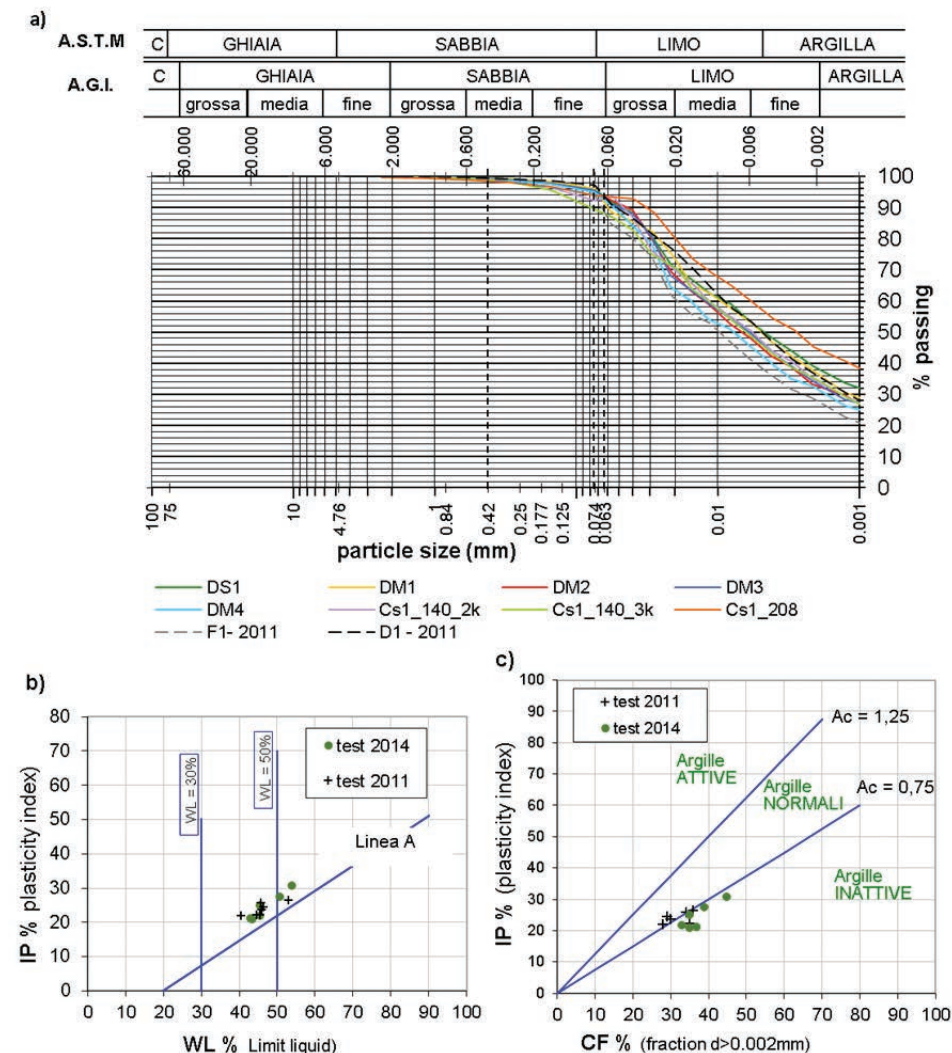 a)
A.S.T.M C GHIAIA SABBIA LIMO ARGILLA
A.G.I. C GHIAIA SABBIA LIMO ARGILLA
grossa media fine grossa media fine grossa media fine
60.000 20.000 6.000 2.000 0.600 0.200 0.060 0.020 0.006 0.002
100
90
80
70
60
50
40
30
20
10
0
% passing
100 75 10 4.76 1 0.84 0.42 0.25 0.177 0.125 0.074 0.063 0.01 0.001
particle size (mm)
DS1 DM1 DM2 DM3
DM4 Cs1_140_2k Cs1_140_3k Cs1_208
F1- 2011 D1 - 2011
b)
80
70
60
50
40
30
20
10
0
IP % plasticity index)
WL = 30%
WL = 50%
test 2014
test 2011
Linea A
0 10 20 30 40 50 60 70 80 90 100
WL % Limit liquid)
c)
100
90
80
70
60
50
40
30
20
10
0
IP % (plasticity index)
test 2011
test 2014
Ac = 1,25
Argille
ATTIVE
Argille
NORMALI
Ac = 0,75
Argille
INATTIVE
0 10 20 30 40 50 60 70 80 90 100
CF % (fraction d>0.002mm)